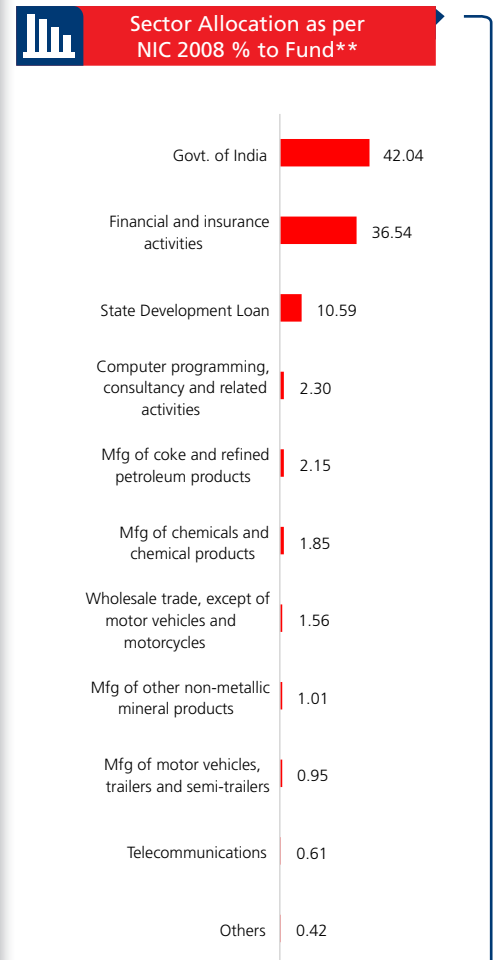 Sector Allocation as per
NIC 2008 % to Fund**
Govt. of India 42.04
Financial and insurance
activities 36.54
State Development Loan 10.59
Computer programming,
consultancy and related 2.30
activities
Mfg of coke and refined
petroleum products 2.15
Mfg of chemicals and
chemical products 1.85
Wholesale trade, except of
motor vehicles and 1.56
motorcycles
Mfg of other non-metallic
mineral products 1.01
Mfg of motor vehicles,
trailers and semi-trailers 0.95
Telecommunications 0.61
Others 0.42